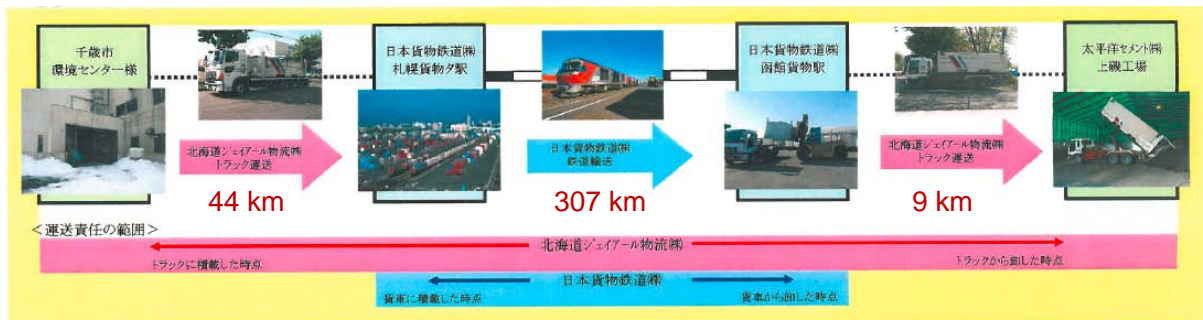 千歳市
環境センター様
日本貨物鉄道㈱
札幌貨物タ駅
日本貨物鉄道㈱
函館貨物駅
太平洋セメント㈱
上磯工場
北海道ジェイアール物流㈱
トラック運送
日本貨物鉄道㈱
鉄道輸送
北海道ジェイアール物流㈱
トラック運送
44 km
307 km
9 km
＜運送責任の範囲＞
北海道ジェイアール物流㈱
トラックに積載した時点
トラックから卸した時点
日本貨物鉄道㈱
貨車に積載した時点
貨車から卸した時点